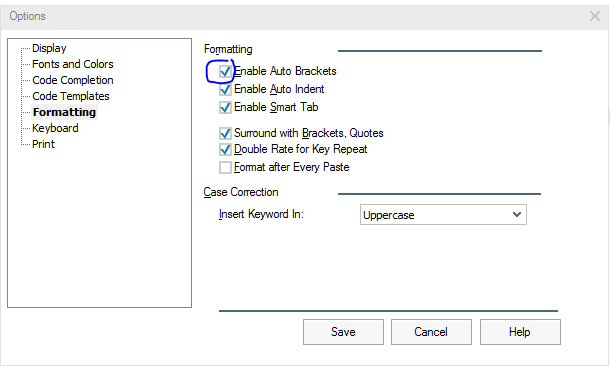 Options
Display
Fonts and Colors
Code Completion
Code Templates
Formatting
Keyboard
Print
Formatting
Enable Auto Brackets
Enable Auto Indent
Enable Smart Tab
Surround with Brackets, Quotes
Double Rate for Key Repeat
Format after Every Paste
Case Correction
Insert Keyword In:
Uppercase
Save
Cancel
Help